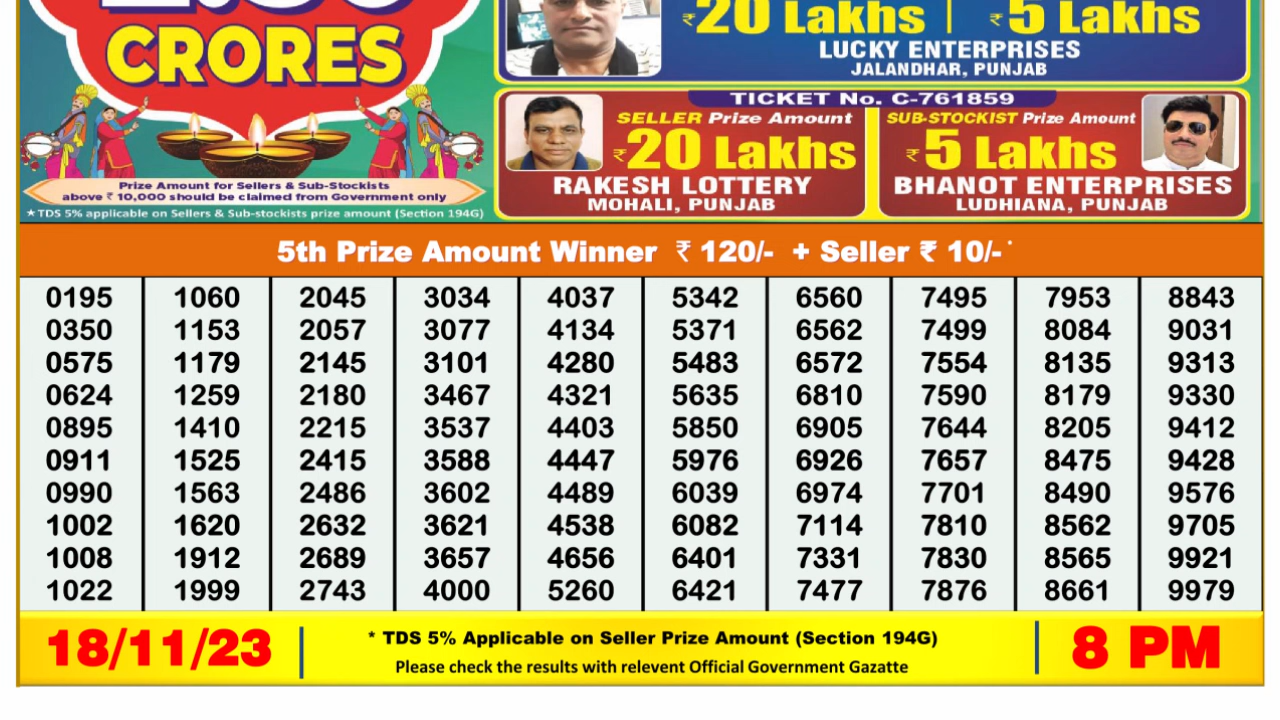 CRORES
Prize Amount for Sellers & Sub-Stockists
above ₹ 10,000 should be claimed from Government only
★TDS 5% applicable on Sellers & Sub-stockists prize amount (Section 194G)
₹20 Lakhs | ₹5 Lakhs
LUCKY ENTERPRISES
JALANDHAR, PUNJAB
TICKET No. C-761859
SELLER Prize Amount
₹20 Lakhs
RAKESH LOTTERY
MOHALI, PUNJAB
SUB-STOCKIST Prize Amount
₹5 Lakhs
BHANOT ENTERPRISES
LUDHIANA, PUNJAB
5th Prize Amount Winner ₹ 120/- + Seller ₹ 10/-*
0195 1060 2045 3034 4037 5342 6560 7495 7953 8843
0350 1153 2057 3077 4134 5371 6562 7499 8084 9031
0575 1179 2145 3101 4280 5483 6572 7554 8135 9313
0624 1259 2180 3467 4321 5635 6810 7590 8179 9330
0895 1410 2215 3537 4403 5850 6905 7644 8205 9412
0911 1525 2415 3588 4447 5976 6926 7657 8475 9428
0990 1563 2486 3602 4489 6039 6974 7701 8490 9576
1002 1620 2632 3621 4538 6082 7114 7810 8562 9705
1008 1912 2689 3657 4656 6401 7331 7830 8565 9921
1022 1999 2743 4000 5260 6421 7477 7876 8661 9979
18/11/23
* TDS 5% Applicable on Seller Prize Amount (Section 194G)
Please check the results with relevent Official Government Gazatte
8 PM